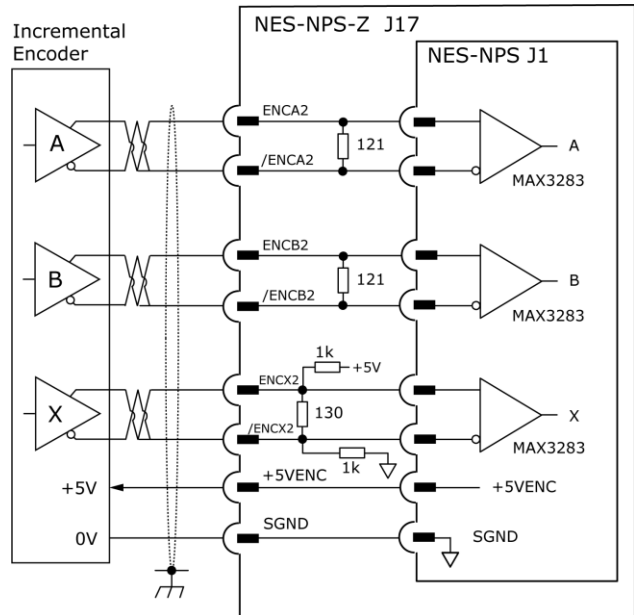 Incremental
Encoder
NES-NPS-Z J17
NES-NPS J1
A
ENCA2
121
/ENCA2
A
MAX3283
B
ENCB2
121
/ENCB2
B
MAX3283
X
ENCX2
1k
+5V
130
/ENCX2
1k
X
MAX3283
+5V
+5VENC
+5VENC
0V
SGND
SGND